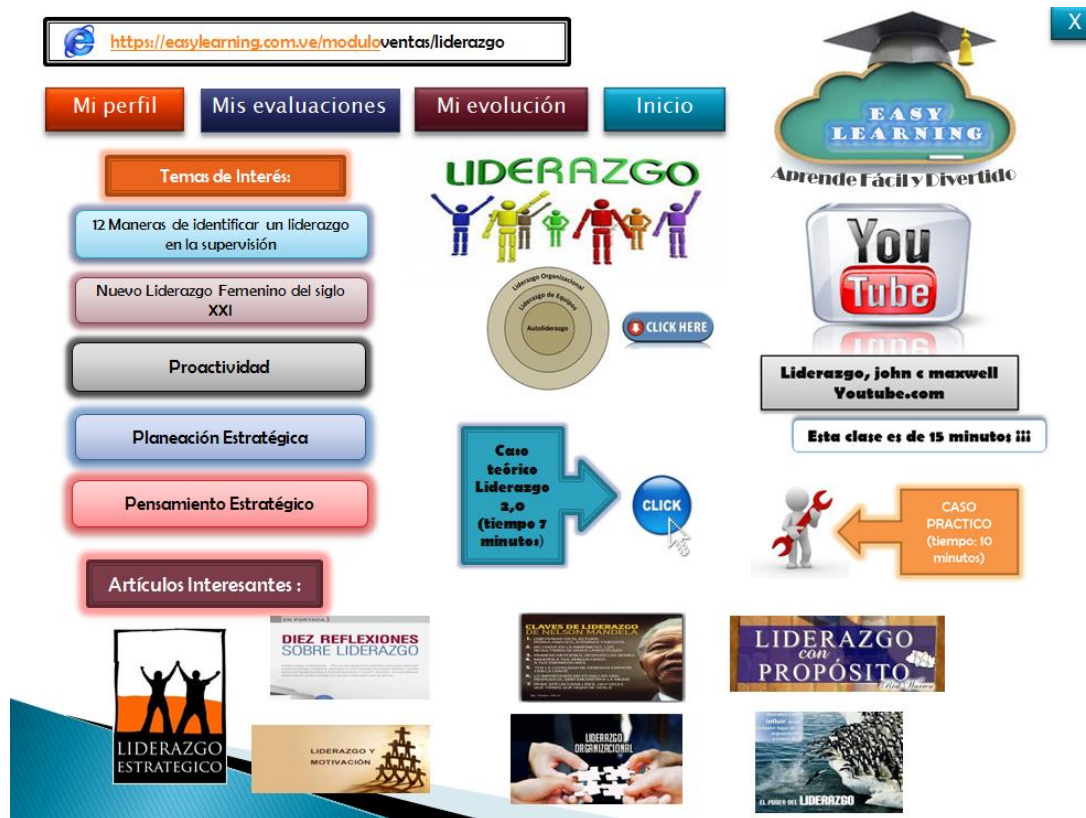 https://easylearning.com.ve/moduloventas/liderazgo
X
Mi perfil
Mis evaluaciones
Mi evolución
Inicio
EASY
LEARNING
Aprende Fácil y Divertido
Temas de Interés:
12 Maneras de identificar un liderazgo
en la supervisión
Nuevo Liderazgo Femenino del siglo
XXI
Proactividad
Planeación Estratégica
Pensamiento Estratégico
LIDERAZGO
Liderazgo Organizacional
Liderazgo de Equipos
Autoliderazgo
CLICK HERE
You
Tube
Liderazgo, john c maxwell
Youtube.com
Esta clase es de 15 minutos ¡¡¡
Caso
teórico
Liderazgo
2,0
(tiempo 7
minutos)
CLICK
CASO
PRACTICO
(tiempo: 10
minutos)
Artículos Interesantes :
LIDERAZGO
ESTRATEGICO
EN PORTADA
DIEZ REFLEXIONES
SOBRE LIDERAZGO
LIDERAZGO Y
MOTIVACIÓN
CLAVES DE LIDERAZGO
DE NELSON MANDELA
LIDERAZGO
ORGANIZACIONAL
LIDERAZGO
con
PROPÓSITO
Rick Warren
influir
EL PODER DEL LIDERAZGO